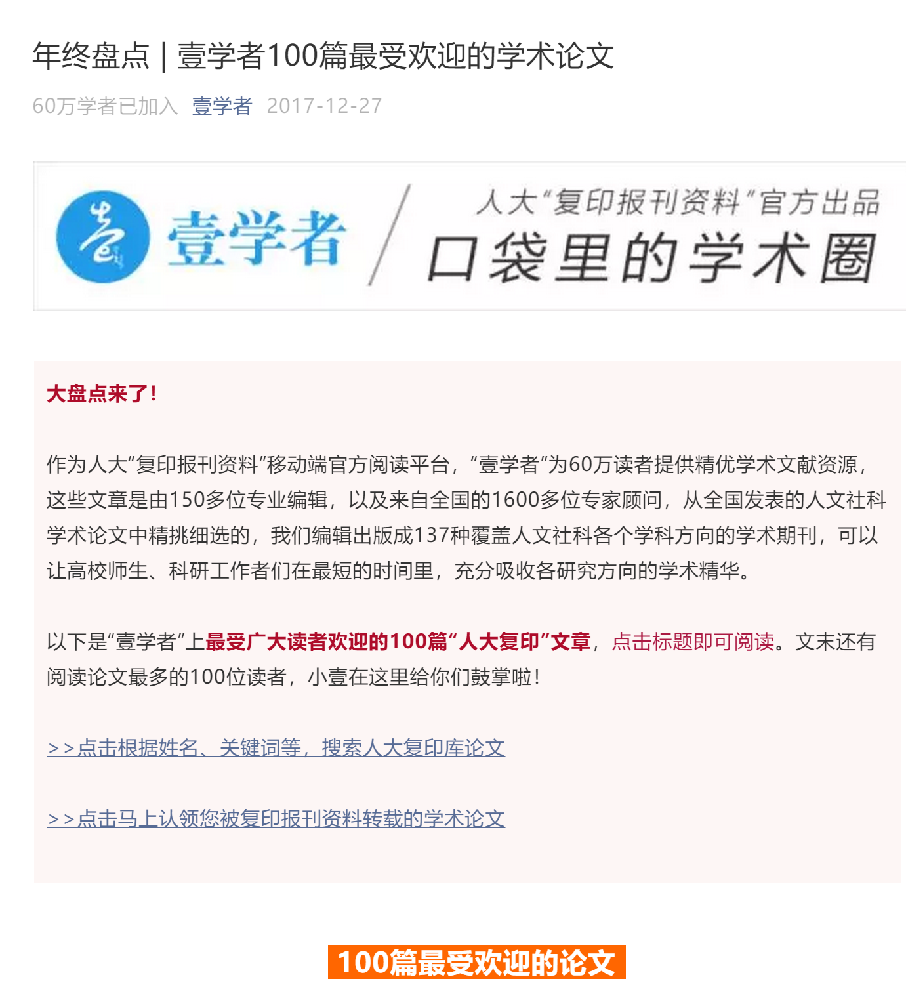 年终盘点 | 壹学者100篇最受欢迎的学术论文
60万学者已加入 壹学者 2017-12-27
壹学者
人大“复印报刊资料”官方出品
口袋里的学术圈
大盘点来了！
作为人大“复印报刊资料”移动端官方阅读平台，“壹学者”为60万读者提供精优学术文献资源，
这些文章是由150多位专业编辑，以及来自全国的1600多位专家顾问，从全国发表的人文社科
学术论文中精挑细选的，我们编辑出版成137种覆盖人文社科各个学科方向的学术期刊，可以
让高校师生、科研工作者们在最短的时间里，充分吸收各研究方向的学术精华。
以下是“壹学者”上最受广大读者欢迎的100篇“人大复印”文章，点击标题即可阅读。文末还有
阅读论文最多的100位读者，小壹在这里给你们鼓掌啦！
>>点击根据姓名、关键词等，搜索人大复印库论文
>>点击马上认领您被复印报刊资料转载的学术论文
100篇最受欢迎的论文